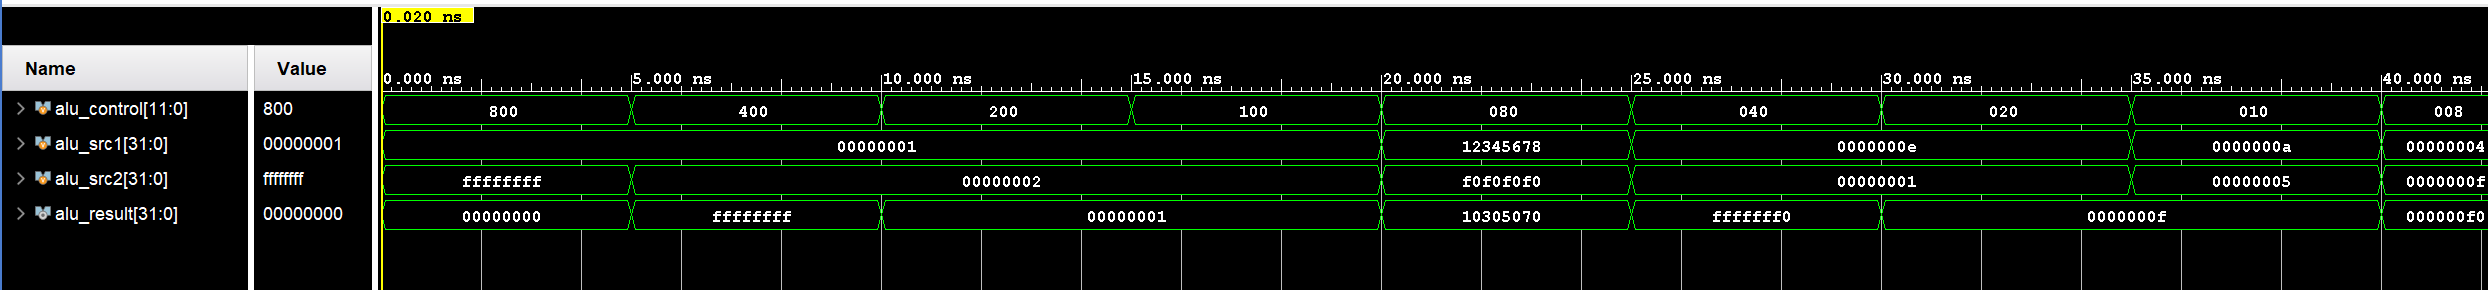 0.020 ns
Name Value
0.000 ns 5.000 ns 10.000 ns 15.000 ns 20.000 ns 25.000 ns 30.000 ns 35.000 ns 40.000 ns
alu_control[11:0] 800 800 400 200 100 080 040 020 010 008
alu_src1[31:0] 00000001 00000001 12345678 0000000e 0000000a 00000004
alu_src2[31:0] ffffffff ffffffff 00000002 f0f0f0f0 00000001 00000005 0000000f
alu_result[31:0] 00000000 00000000 ffffffff 00000001 10305070 fffffff0 0000000f 000000f0